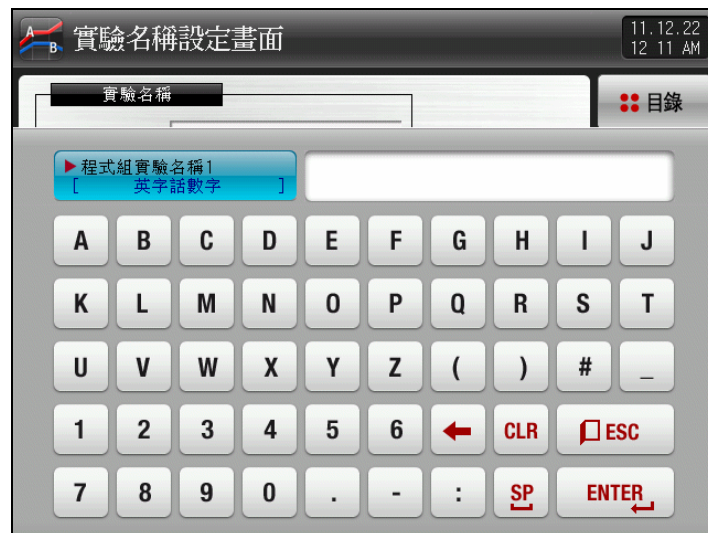 A B 實驗名稱設定畫面
11.12.22
12 11 AM
實驗名稱
目錄
▶程式組實驗名稱1
[ 英字話數字 ]
A B C D E F G H I J
K L M N O P Q R S T
U V W X Y Z ( ) # _
1 2 3 4 5 6 ← CLR ESC
7 8 9 0 . - : SP ENTER